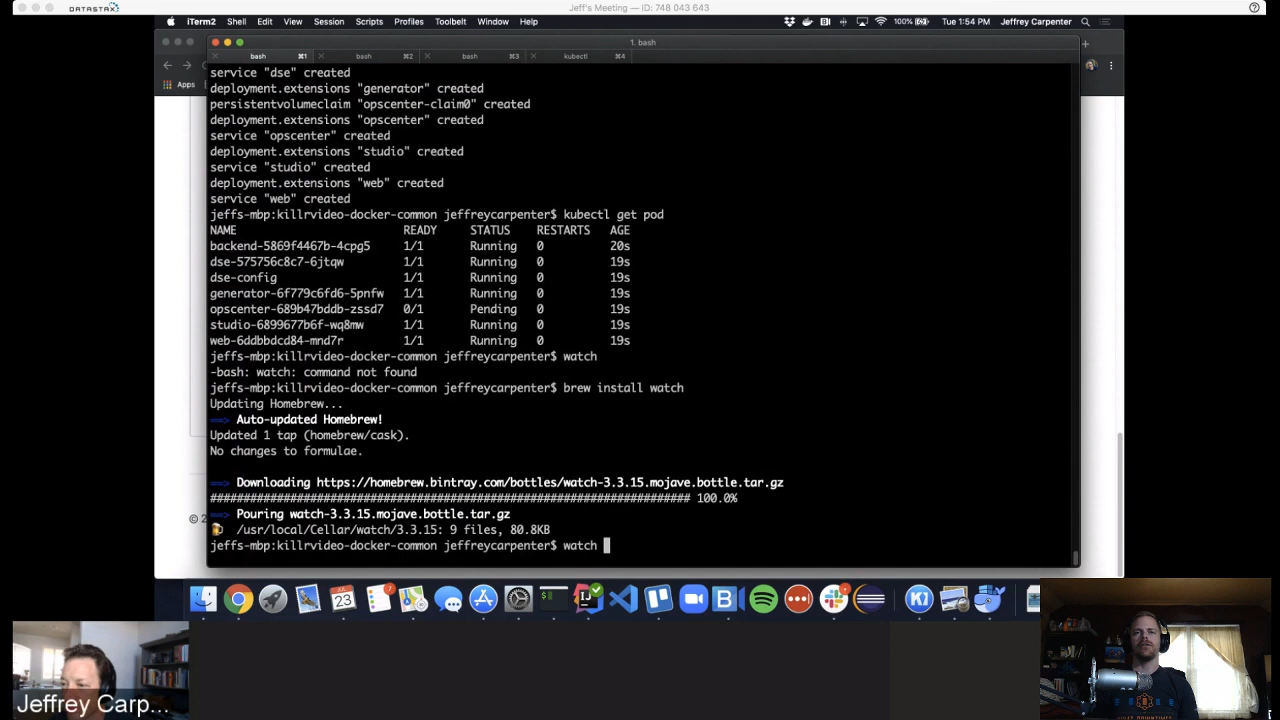 DATASTAX
Jeff's Meeting — ID: 748 043 643
iTerm2 Shell Edit View Session Scripts Profiles Toolbelt Window Help
100% Tue 1:54 PM Jeffrey Carpenter
1. bash
bash ⌘1 bash ⌘2 bash ⌘3 kubectl ⌘4
Apps
service "dse" created
deployment.extensions "generator" created
persistentvolumeclaim "opscenter-claim0" created
deployment.extensions "opscenter" created
service "opscenter" created
deployment.extensions "studio" created
service "studio" created
deployment.extensions "web" created
service "web" created
jeffs-mbp:killrvideo-docker-common jeffreycarpenter$ kubectl get pod
NAME READY STATUS RESTARTS AGE
backend-5869f4467b-4cpg5 1/1 Running 0 20s
dse-575756c8c7-6jtqw 1/1 Running 0 19s
dse-config 1/1 Running 0 19s
generator-6f779c6fd6-5pnfw 1/1 Running 0 19s
opscenter-689b47bddb-zssd7 0/1 Pending 0 19s
studio-6899677b6f-wq8mw 1/1 Running 0 19s
web-6ddbbdcd84-mnd7r 1/1 Running 0 19s
jeffs-mbp:killrvideo-docker-common jeffreycarpenter$ watch
-bash: watch: command not found
jeffs-mbp:killrvideo-docker-common jeffreycarpenter$ brew install watch
Updating Homebrew...
==> Auto-updated Homebrew!
Updated 1 tap (homebrew/cask).
No changes to formulae.
==> Downloading https://homebrew.bintray.com/bottles/watch-3.3.15.mojave.bottle.tar.gz
######################################################################## 100.0%
==> Pouring watch-3.3.15.mojave.bottle.tar.gz
🍺 /usr/local/Cellar/watch/3.3.15: 9 files, 80.8KB
jeffs-mbp:killrvideo-docker-common jeffreycarpenter$ watch
© 2
23
7
Jeffrey Carp...